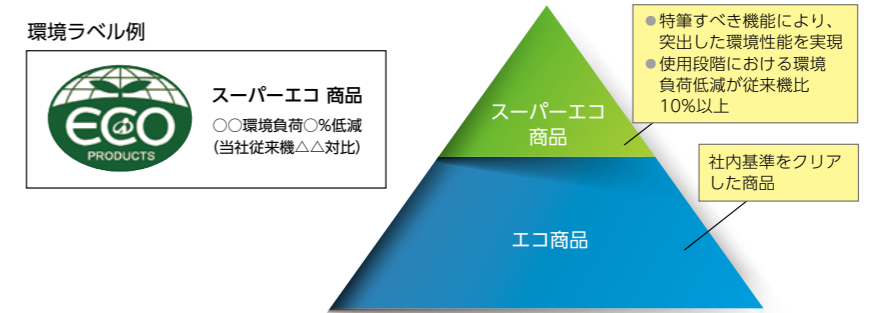 環境ラベル例
ECO
PRODUCTS
スーパーエコ 商品
○○環境負荷○%低減
(当社従来機△△対比)
スーパーエコ
商品
エコ商品
●特筆すべき機能により、
突出した環境性能を実現
●使用段階における環境
負荷低減が従来機比
10%以上
社内基準をクリア
した商品